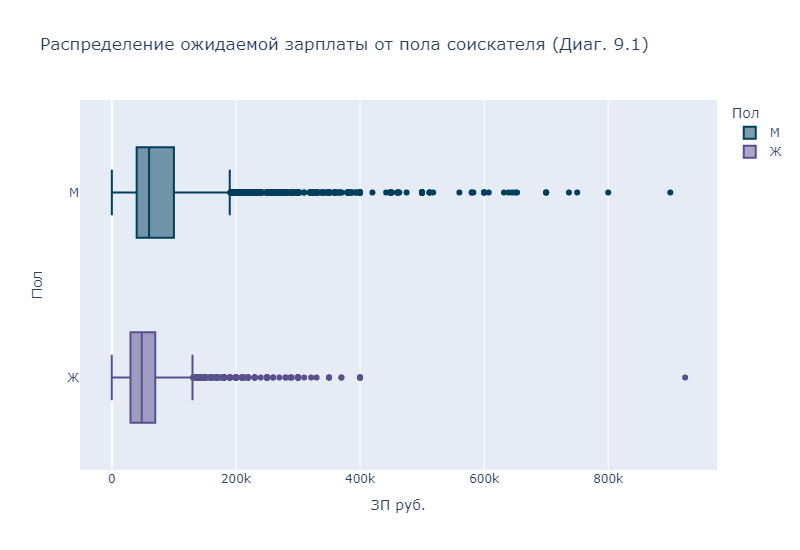 Распределение ожидаемой зарплаты от пола соискателя (Диаг. 9.1)
Пол
М
Ж
Пол
М
Ж
0
200k
400k
600k
800k
ЗП руб.